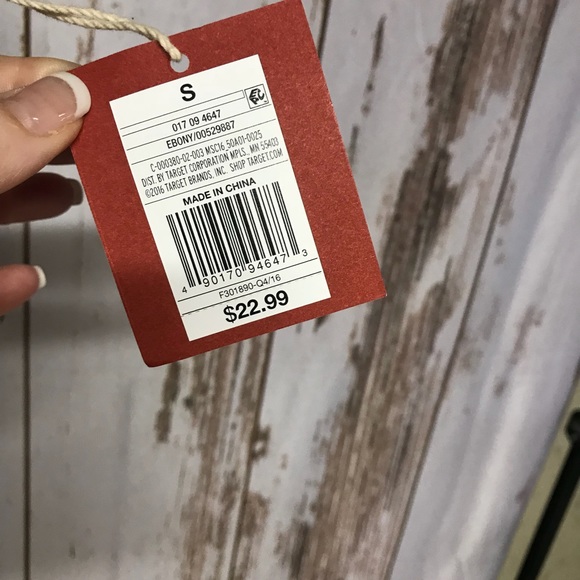 S
017 09 4647
EBONY/00529887
C-000380-02-003 MSC16_50A01-0025
DIST. BY TARGET CORPORATION MPLS., MN 55403
©2016 TARGET BRANDS, INC. SHOP TARGET.COM
MADE IN CHINA
4 90170 94647 3
F301890-Q4/16
$22.99